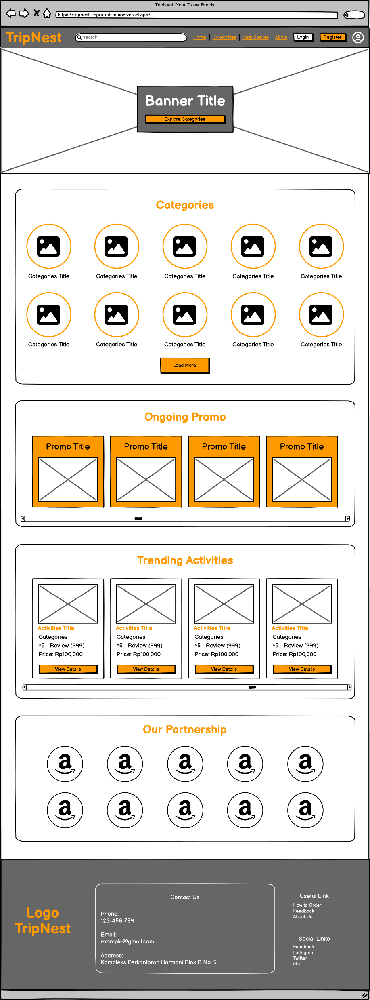 TripNest | Your Travel Buddy
https://tripnest-finpro-dibimbing.vercel.app/
TripNest search Home Categories Help Center About Login Register
Banner Title
Explore Categories
Categories
Categories Title Categories Title Categories Title Categories Title Categories Title
Categories Title Categories Title Categories Title Categories Title Categories Title
Load More
Ongoing Promo
Promo Title Promo Title Promo Title Promo Title
Trending Activities
Activities Title Activities Title Activities Title Activities Title
Categories Categories Categories Categories
*5 - Review (999) *5 - Review (999) *5 - Review (999) *5 - Review (999)
Price: Rp100,000 Price: Rp100,000 Price: Rp100,000 Price: Rp100,000
View Details View Details View Details View Details
Our Partnership
a a a a a
a a a a a
Logo
TripNest
Contact Us
Phone:
123-456-789
Email:
example@gmail.com
Address:
Kompleks Perkantoran Harmoni Blok B No. 5,
Useful Link
How to Order
Feedback
About Us
Social Links
Facebook
Instagram
Twitter
etc.